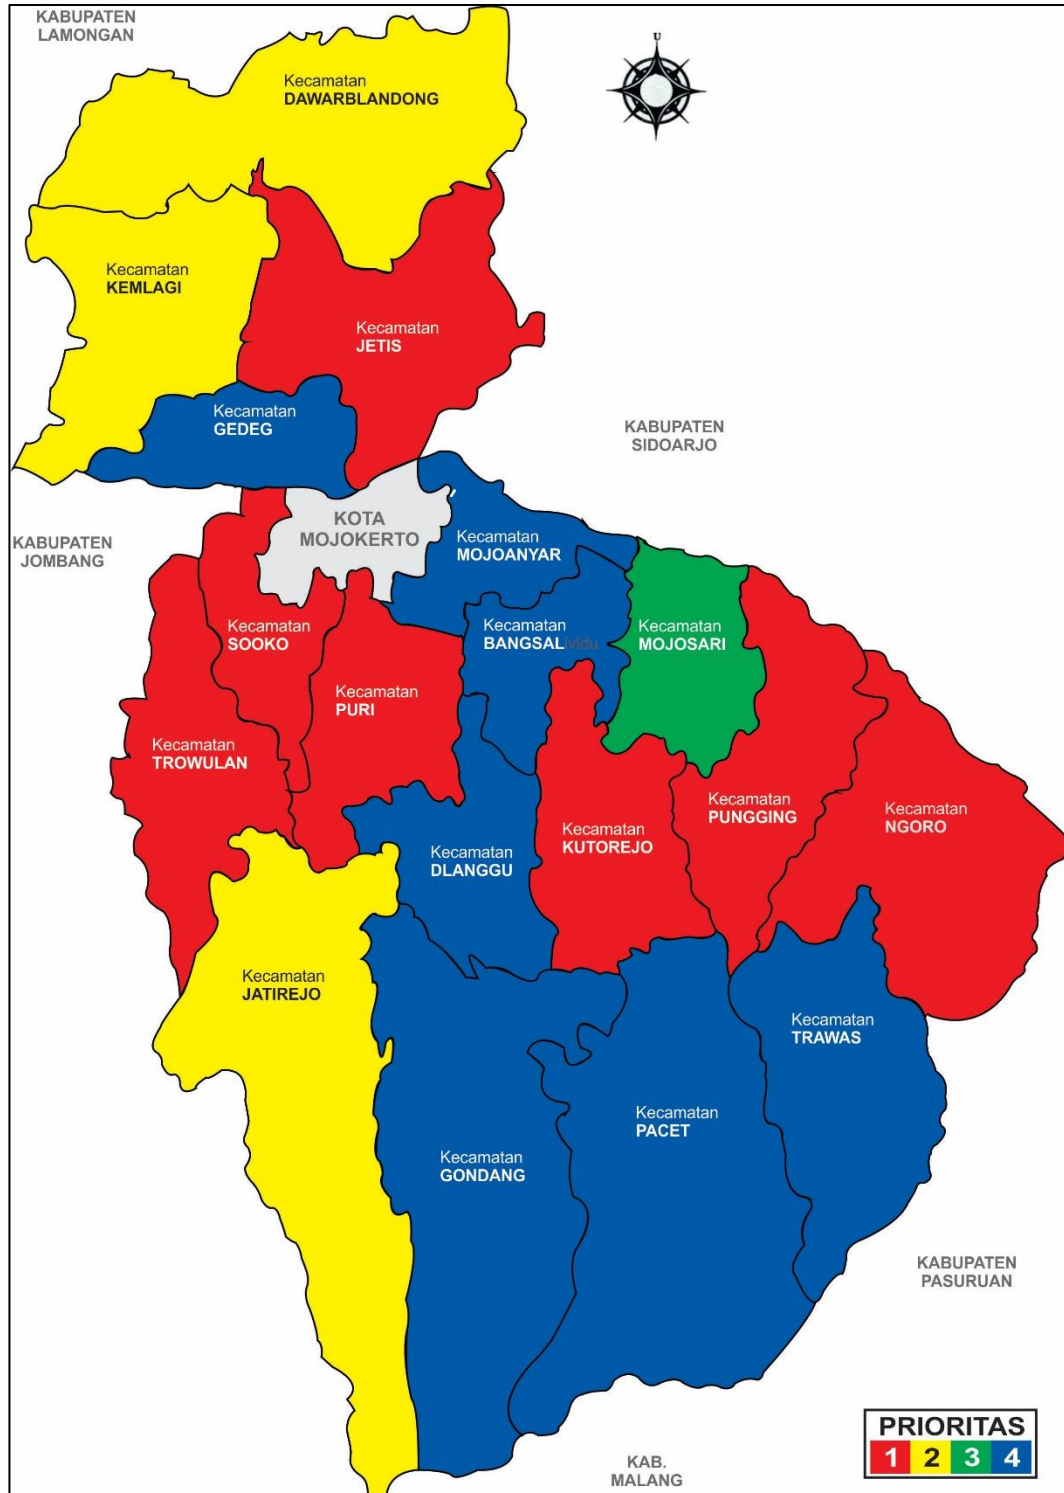 KABUPATEN
LAMONGAN
U
Kecamatan
DAWARBLANDONG
Kecamatan
KEMLAGI
Kecamatan
JETIS
Kecamatan
GEDEG
KABUPATEN
SIDOARJO
KABUPATEN
JOMBANG
KOTA
MOJOKERTO
Kecamatan
MOJOANYAR
Kecamatan
SOOKO
Kecamatan
BANGSALividu
Kecamatan
MOJOSARI
Kecamatan
PURI
Kecamatan
TROWULAN
Kecamatan
PUNGGING
Kecamatan
NGORO
Kecamatan
KUTOREJO
Kecamatan
DLANGGU
Kecamatan
JATIREJO
Kecamatan
TRAWAS
Kecamatan
PACET
Kecamatan
GONDANG
KABUPATEN
PASURUAN
PRIORITAS
1 2 3 4
KAB.
MALANG